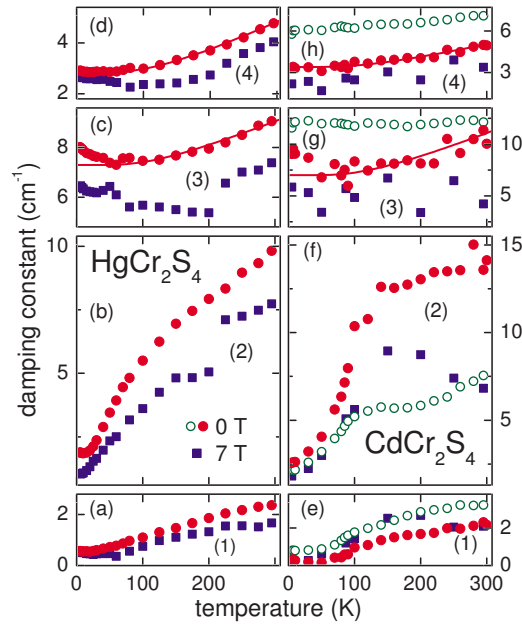 damping constant (cm⁻¹)
(d)
(4)
4
2
(h)
(4)
6
3
(c)
(3)
8
6
(g)
(3)
10
5
HgCr₂S₄
(b)
(2)
0 T
7 T
10
5
(f)
(2)
CdCr₂S₄
15
10
5
(a)
(1)
2
0
(e)
(1)
2
0
0 100 200
0 100 200 300
temperature (K)
temperature (K)